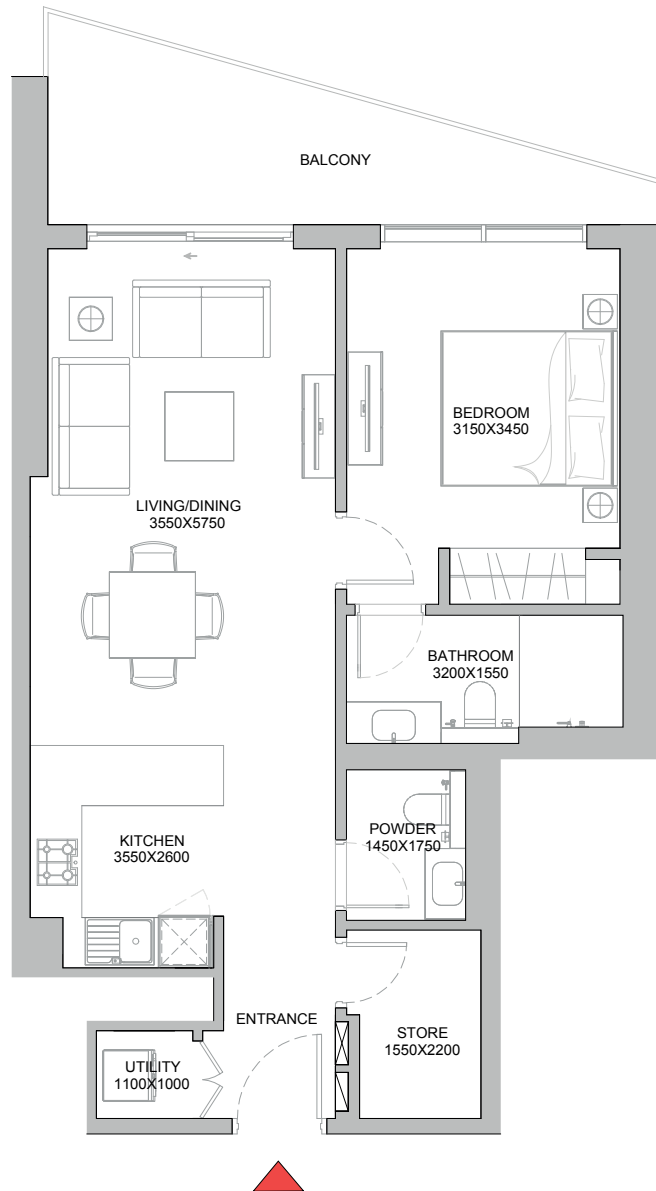 BALCONY
BEDROOM
3150X3450
LIVING/DINING
3550X5750
BATHROOM
3200X1550
POWDER
1450X1750
KITCHEN
3550X2600
ENTRANCE
STORE
1550X2200
UTILITY
1100X1000